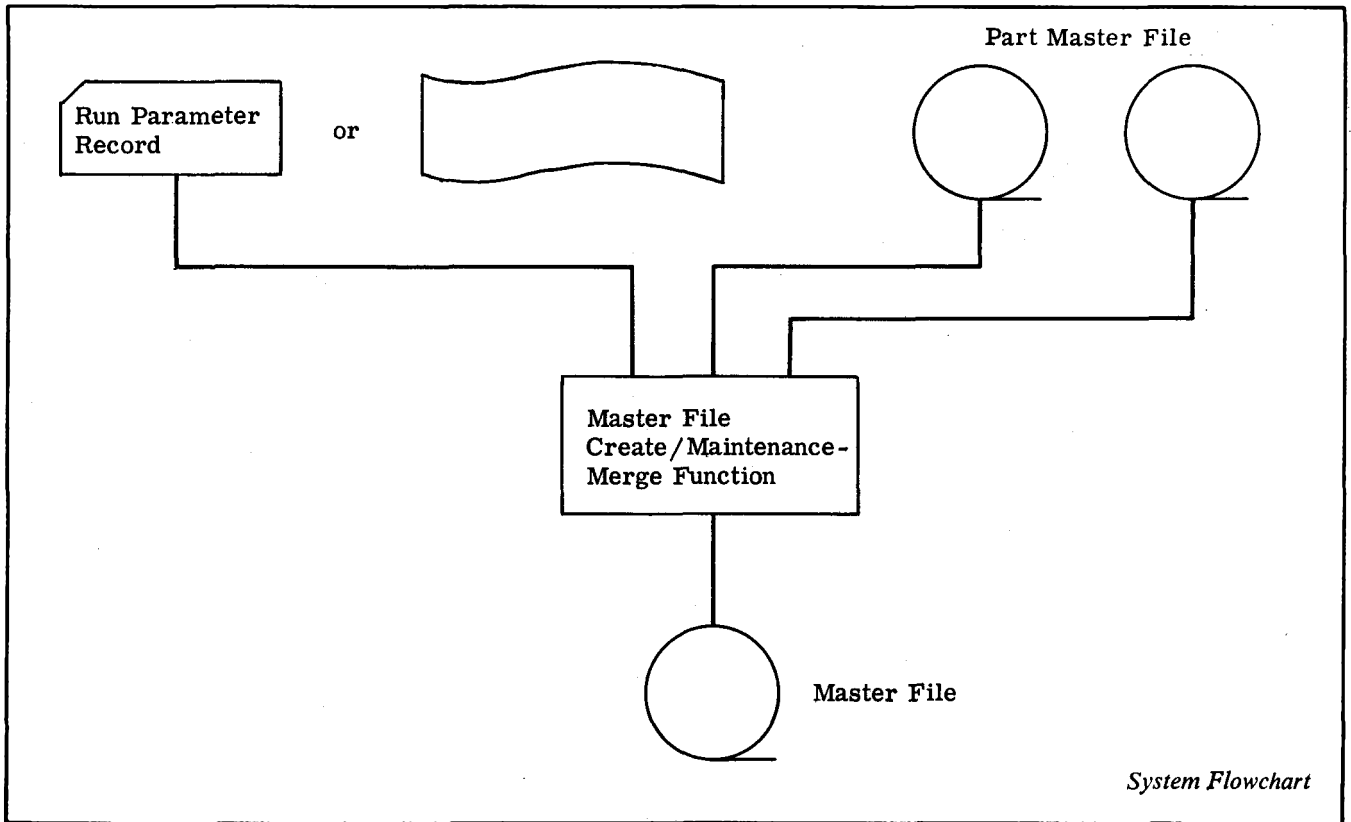 Part Master File
Run Parameter
Record
or
Master File
Create/Maintenance-
Merge Function
Master File
System Flowchart